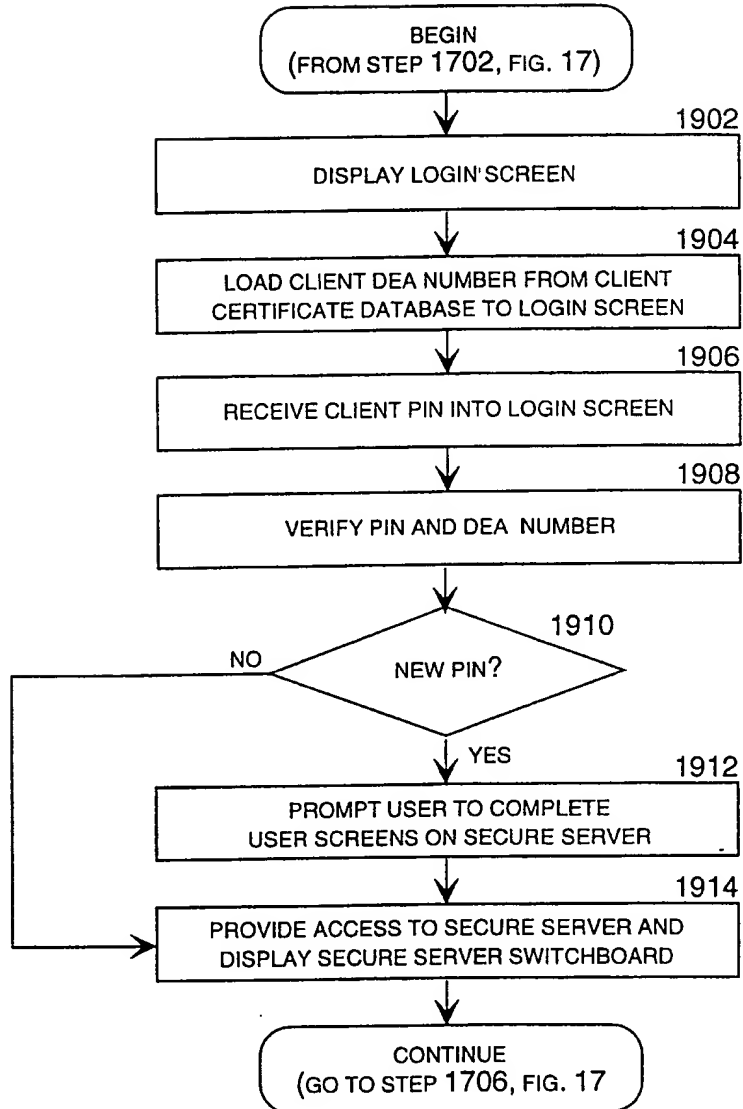 BEGIN
(FROM STEP 1702, FIG. 17)
1902
DISPLAY LOGIN SCREEN
1904
LOAD CLIENT DEA NUMBER FROM CLIENT
CERTIFICATE DATABASE TO LOGIN SCREEN
1906
RECEIVE CLIENT PIN INTO LOGIN SCREEN
1908
VERIFY PIN AND DEA NUMBER
1910
NO
NEW PIN?
YES
1912
PROMPT USER TO COMPLETE
USER SCREENS ON SECURE SERVER
1914
PROVIDE ACCESS TO SECURE SERVER AND
DISPLAY SECURE SERVER SWITCHBOARD
CONTINUE
(GO TO STEP 1706, FIG. 17